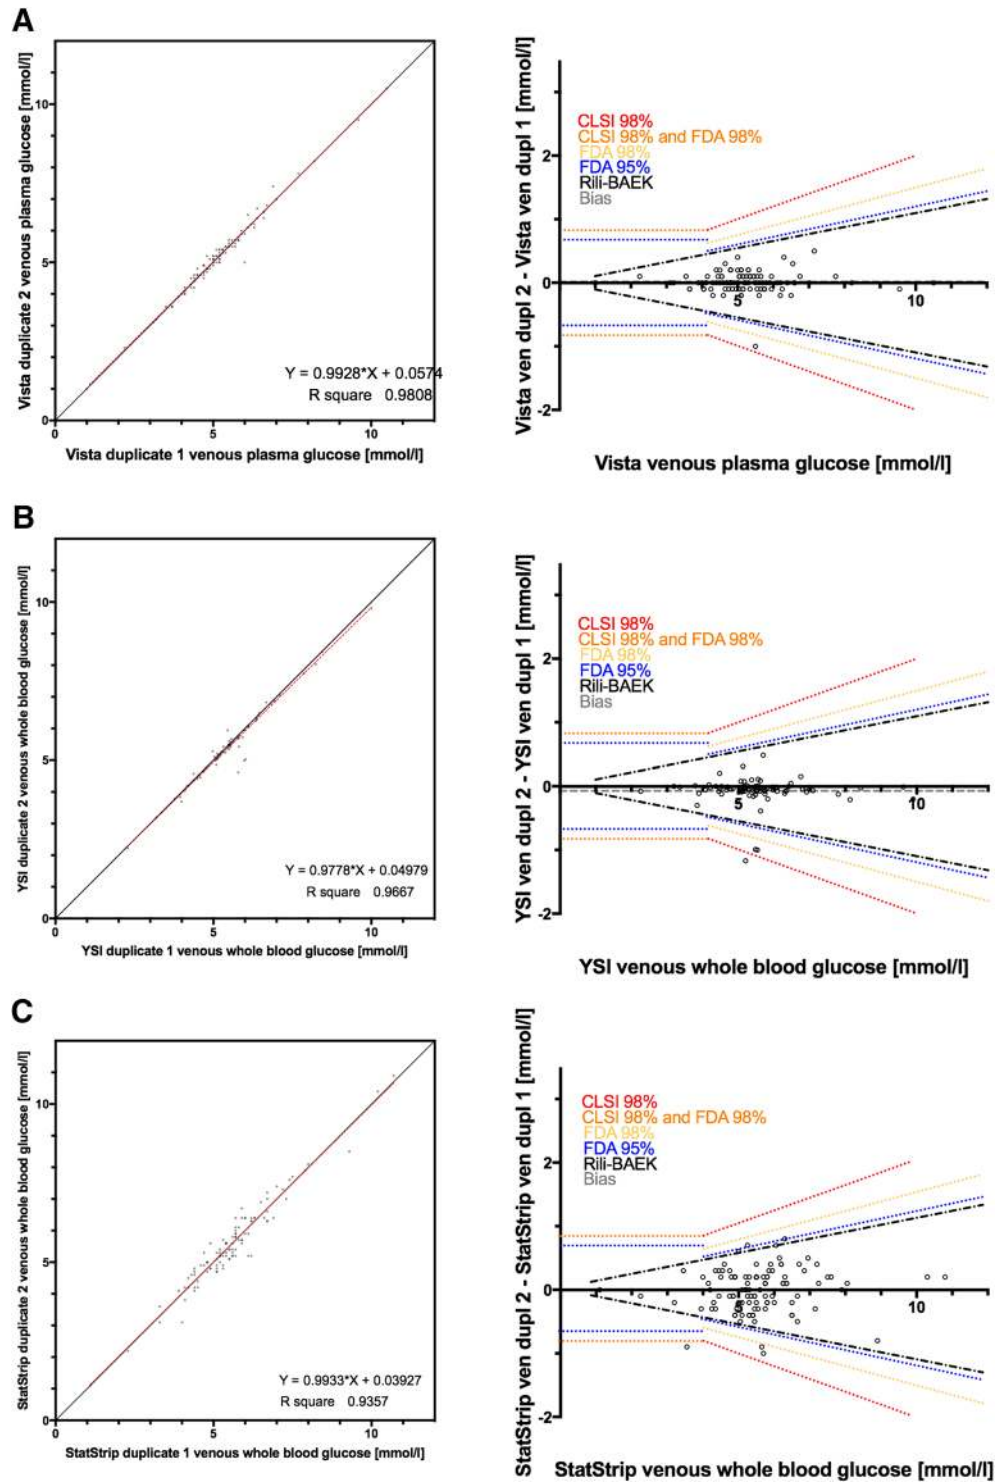 A
Vista duplicate 2 venous plasma glucose [mmol/l]
10
5
0
0
5
10
Y = 0.9928*X + 0.0574
R square 0.9808
Vista duplicate 1 venous plasma glucose [mmol/l]
Vista ven dupl 2 - Vista ven dupl 1 [mmol/l]
CLSI 98%
CLSI 98% and FDA 98%
FDA 98%
FDA 95%
Rili-BAEK
Bias
2
0
-2
5
10
Vista venous plasma glucose [mmol/l]
B
YSI duplicate 2 venous whole blood glucose [mmol/l]
10
5
0
0
5
10
Y = 0.9778*X + 0.04979
R square 0.9667
YSI duplicate 1 venous whole blood glucose [mmol/l]
YSI ven dupl 2 - YSI ven dupl 1 [mmol/l]
CLSI 98%
CLSI 98% and FDA 98%
FDA 98%
FDA 95%
Rili-BAEK
Bias
2
0
-2
5
10
YSI venous whole blood glucose [mmol/l]
C
StatStrip duplicate 2 venous whole blood glucose [mmol/l]
10
5
0
0
5
10
Y = 0.9933*X + 0.03927
R square 0.9357
StatStrip duplicate 1 venous whole blood glucose [mmol/l]
StatStrip ven dupl 2 - StatStrip ven dupl 1 [mmol/l]
CLSI 98%
CLSI 98% and FDA 98%
FDA 98%
FDA 95%
Rili-BAEK
Bias
2
0
-2
5
10
StatStrip venous whole blood glucose [mmol/l]